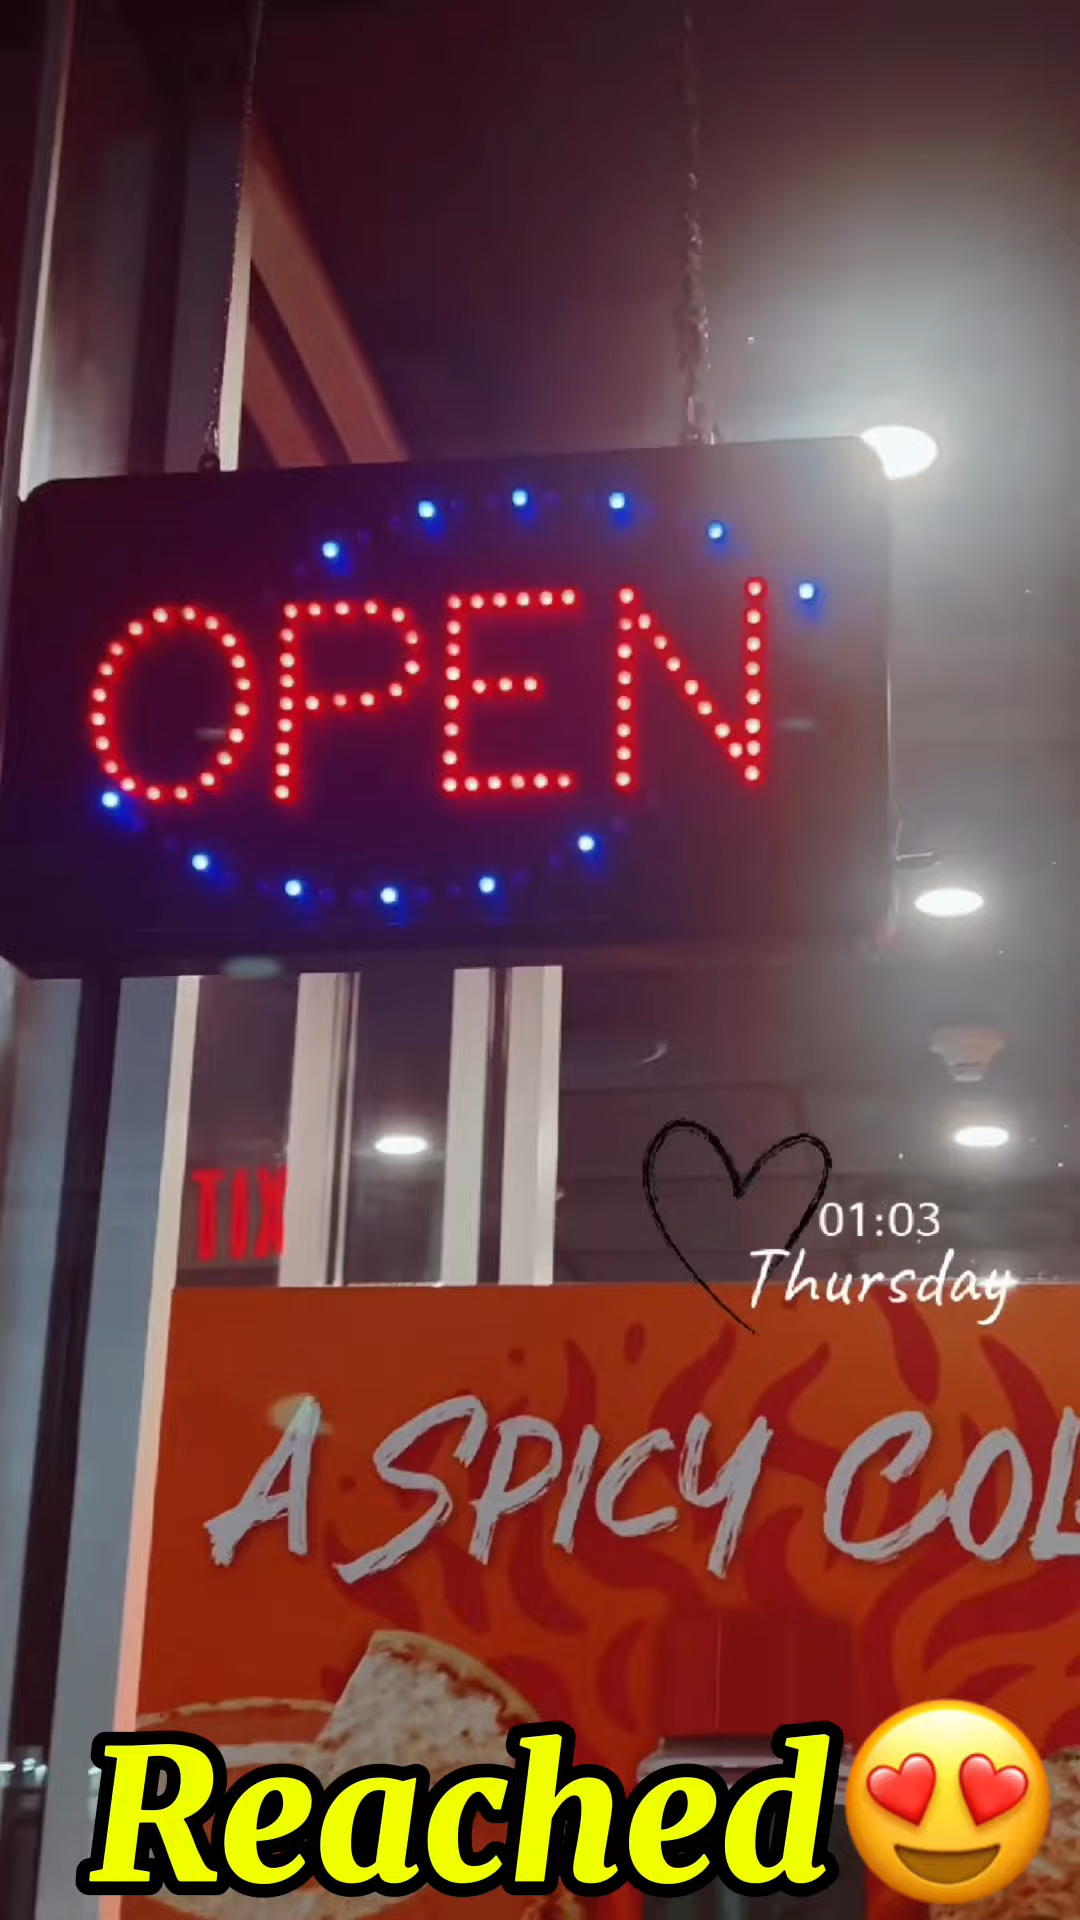 OPEN
TIX
01:03
Thursday
A SPICY COL
Reached😍